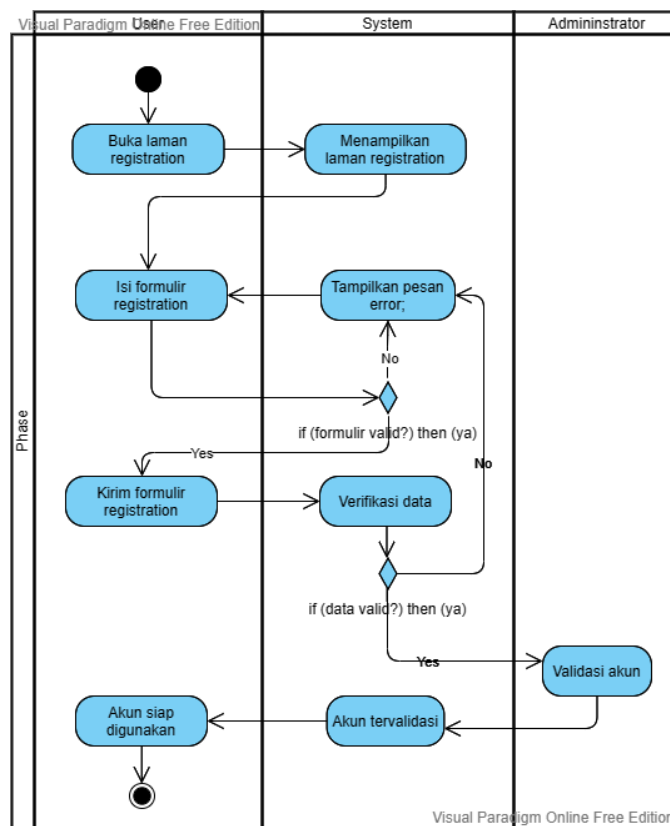 Visual Paradigm Online Free Edition
User
System
Admininstrator
Phase
Buka laman
registration
Menampilkan
laman registration
Isi formulir
registration
Tampilkan pesan
error;
No
if (formulir valid?) then (ya)
Yes
No
Kirim formulir
registration
Verifikasi data
if (data valid?) then (ya)
Yes
Validasi akun
Akun siap
digunakan
Akun tervalidasi
Visual Paradigm Online Free Edition